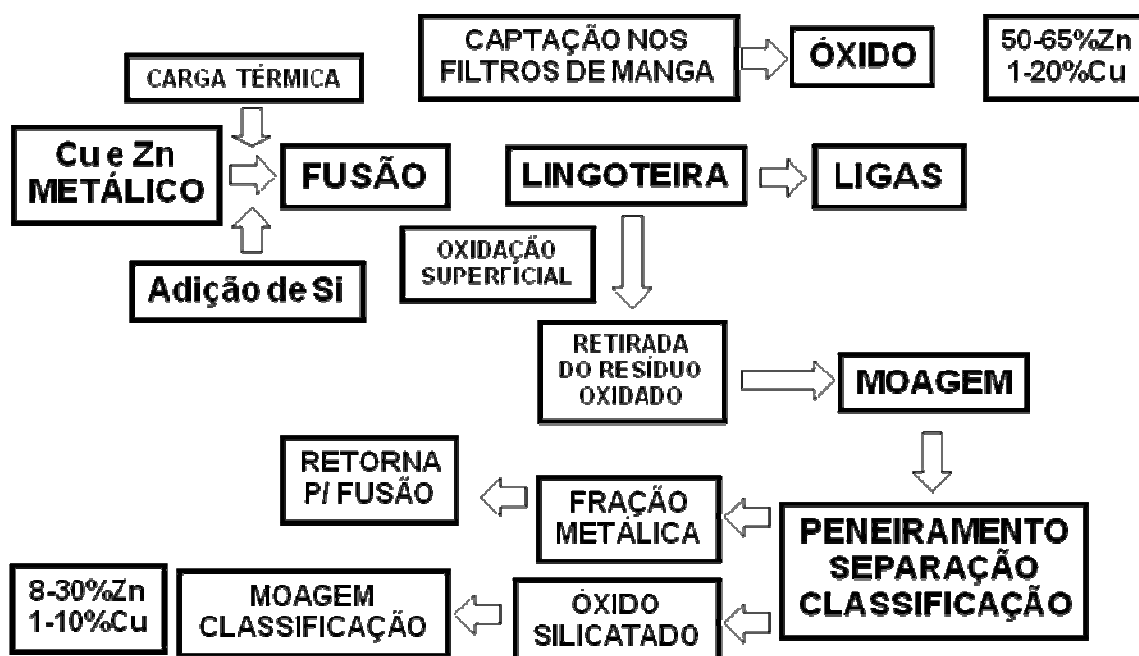 CAPTAÇÃO NOS
FILTROS DE MANGA
ÓXIDO
50-65%Zn
1-20%Cu
CARGA TÉRMICA
Cu e Zn
METÁLICO
FUSÃO
LINGOTEIRA
LIGAS
Adição de Si
OXIDAÇÃO
SUPERFICIAL
RETIRADA
DO RESÍDUO
OXIDADO
MOAGEM
RETORNA
P/ FUSÃO
FRAÇÃO
METÁLICA
PENEIRAMENTO
SEPARAÇÃO
CLASSIFICAÇÃO
8-30%Zn
1-10%Cu
MOAGEM
CLASSIFICAÇÃO
ÓXIDO
SILICATADO